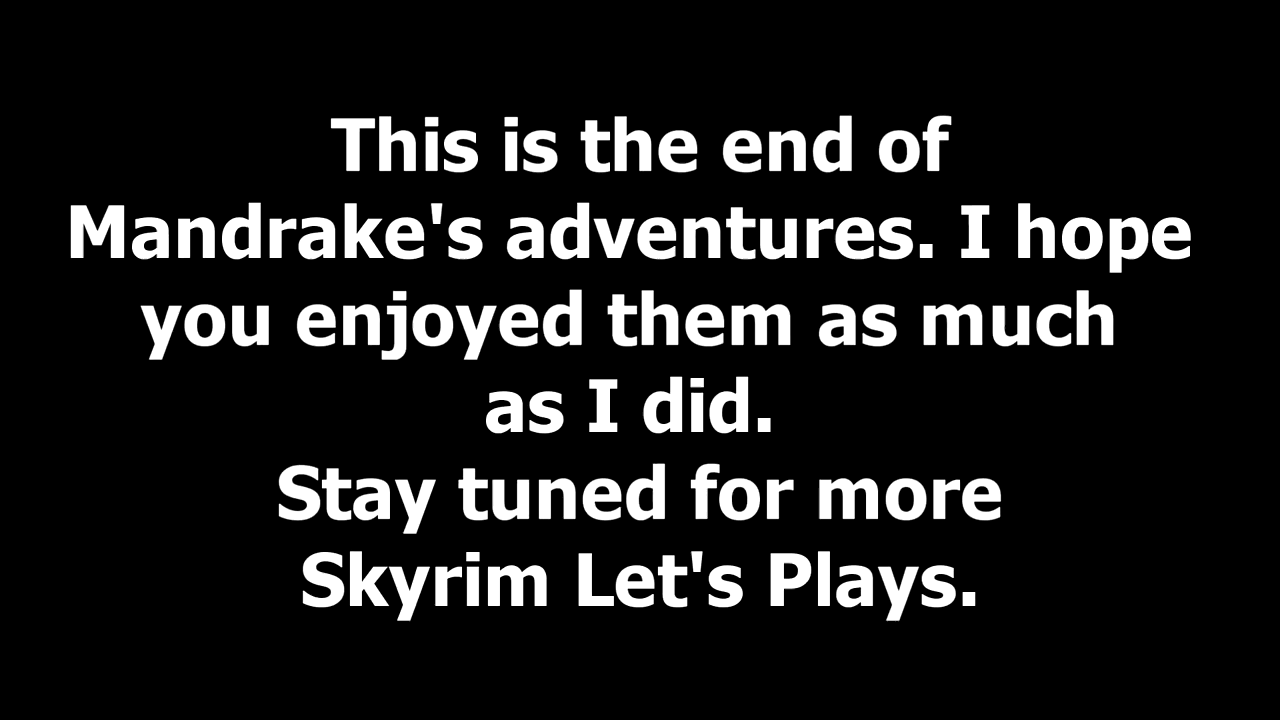 This is the end of
Mandrake's adventures. I hope
you enjoyed them as much
as I did.
Stay tuned for more
Skyrim Let's Plays.